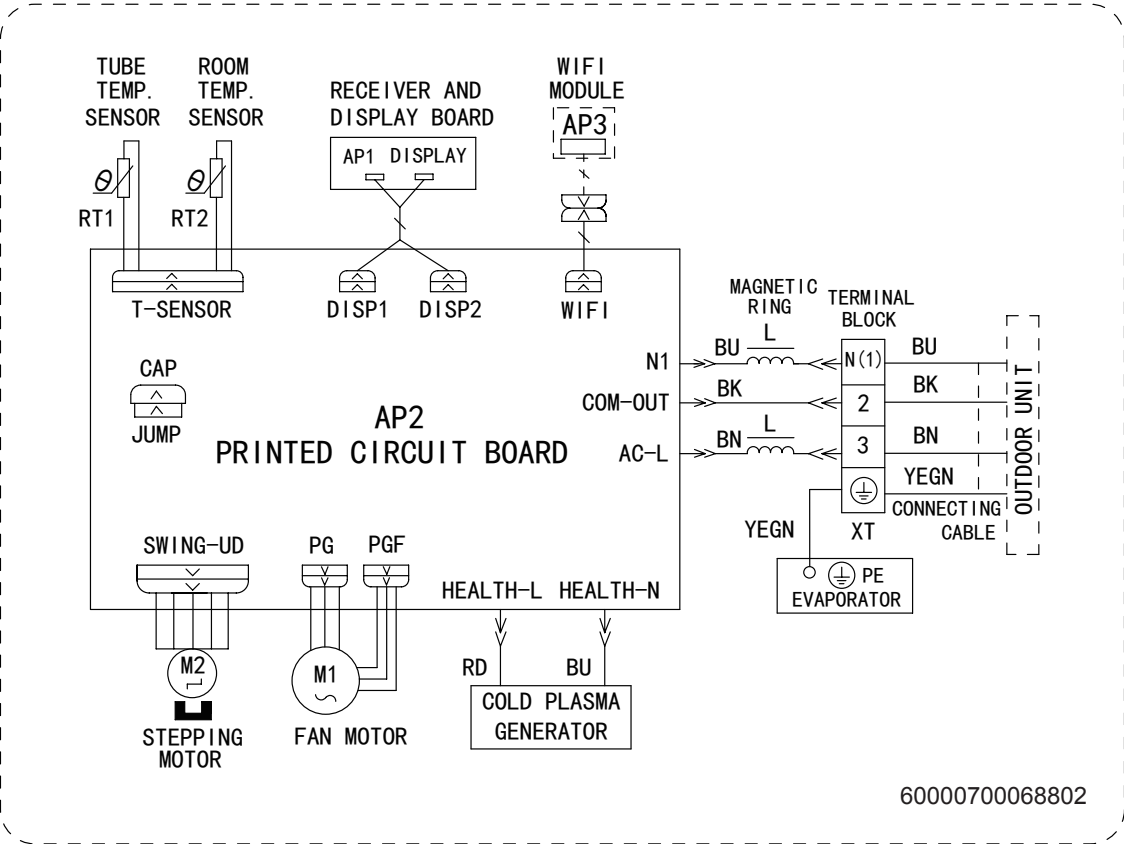 TUBE TEMP. SENSOR
ROOM TEMP. SENSOR
RECEIVER AND
DISPLAY BOARD
AP1 DISPLAY
WIFI
MODULE
AP3
θ
RT1
θ
RT2
T-SENSOR
DISP1
DISP2
WIFI
CAP
JUMP
AP2
PRINTED CIRCUIT BOARD
N1
COM-OUT
AC-L
MAGNETIC
RING
TERMINAL
BLOCK
BU
L
N(1)
BU
BK
2
BK
BN
L
3
BN
YEGN
CONNECTING
CABLE
OUTDOOR UNIT
XT
YEGN
PE
EVAPORATOR
SWING-UD
PG
PGF
HEALTH-L
HEALTH-N
M2
STEPPING
MOTOR
M1
FAN MOTOR
RD
BU
COLD PLASMA
GENERATOR
60000700068802